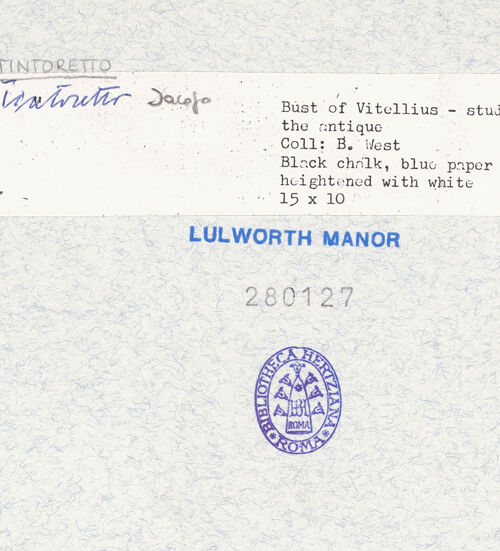 TINTORETTO
Tintoretto Jacopo
Bust of Vitellius - stud
the antique
Coll: B. West
Black chalk, blue paper
heightened with white
15 x 10
LULWORTH MANOR
280127
BIBLIOTHECA HERTZIANA
BH
ROMA
* ROMA *